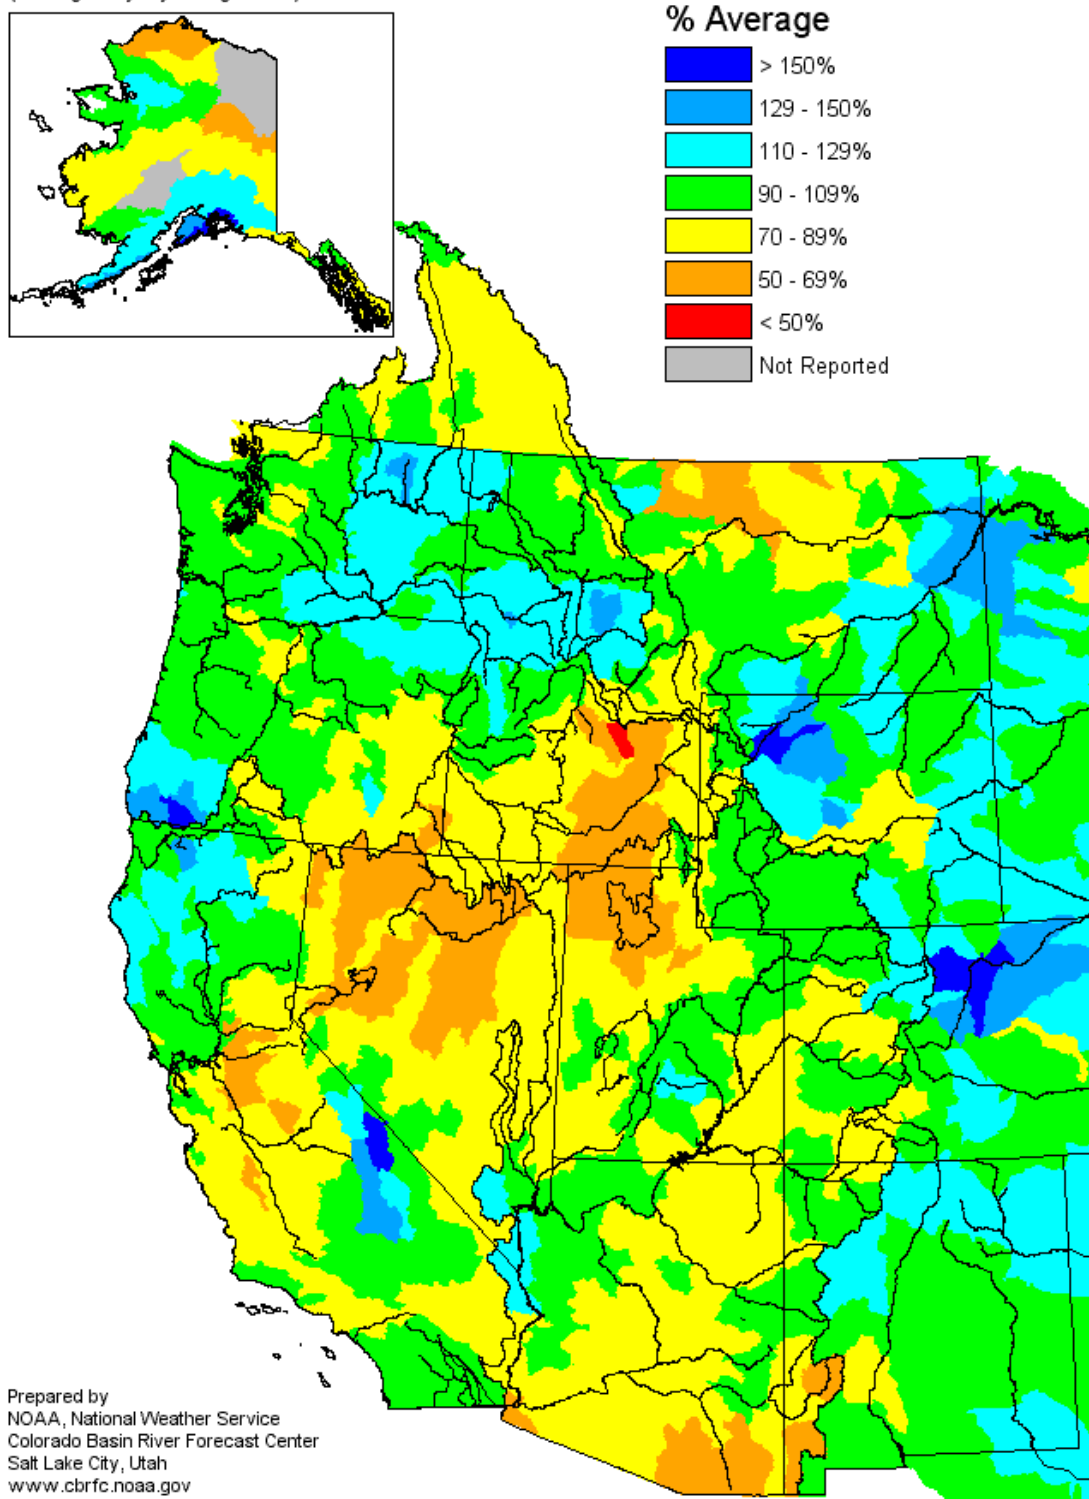 % Average
> 150%
129 - 150%
110 - 129%
90 - 109%
70 - 89%
50 - 69%
< 50%
Not Reported
Prepared by
NOAA, National Weather Service
Colorado Basin River Forecast Center
Salt Lake City, Utah
www.cbrfc.noaa.gov